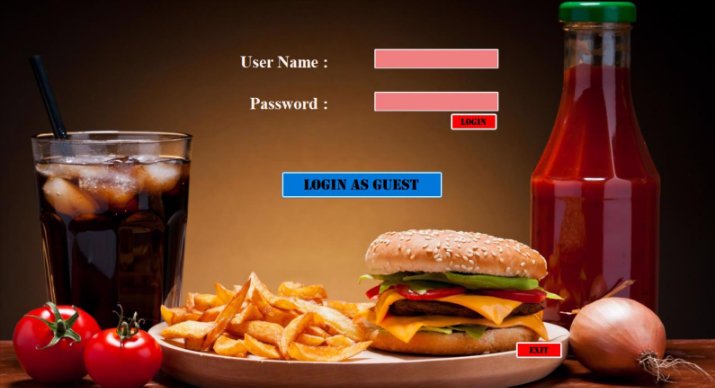 User Name :
Password :
LOGIN
LOGIN AS GUEST
EXIT